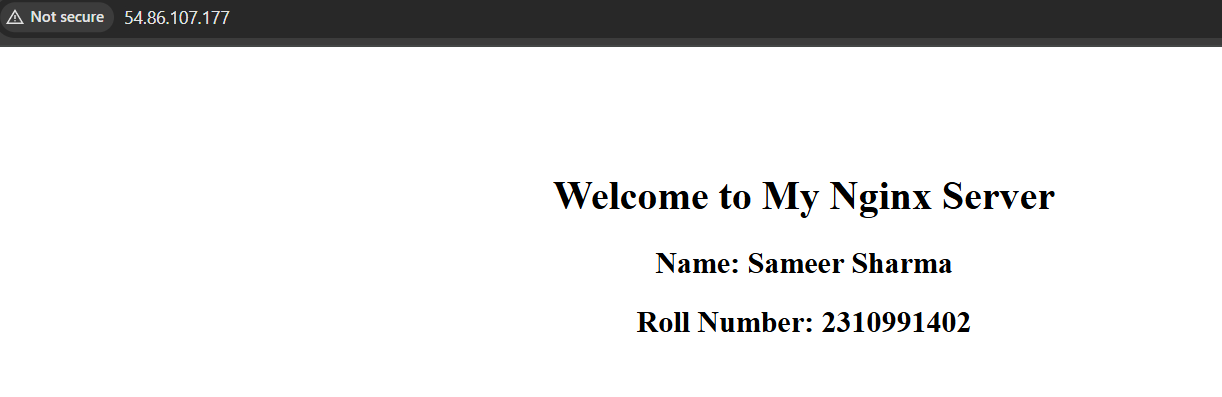 Not secure 54.86.107.177
Welcome to My Nginx Server
Name: Sameer Sharma
Roll Number: 2310991402